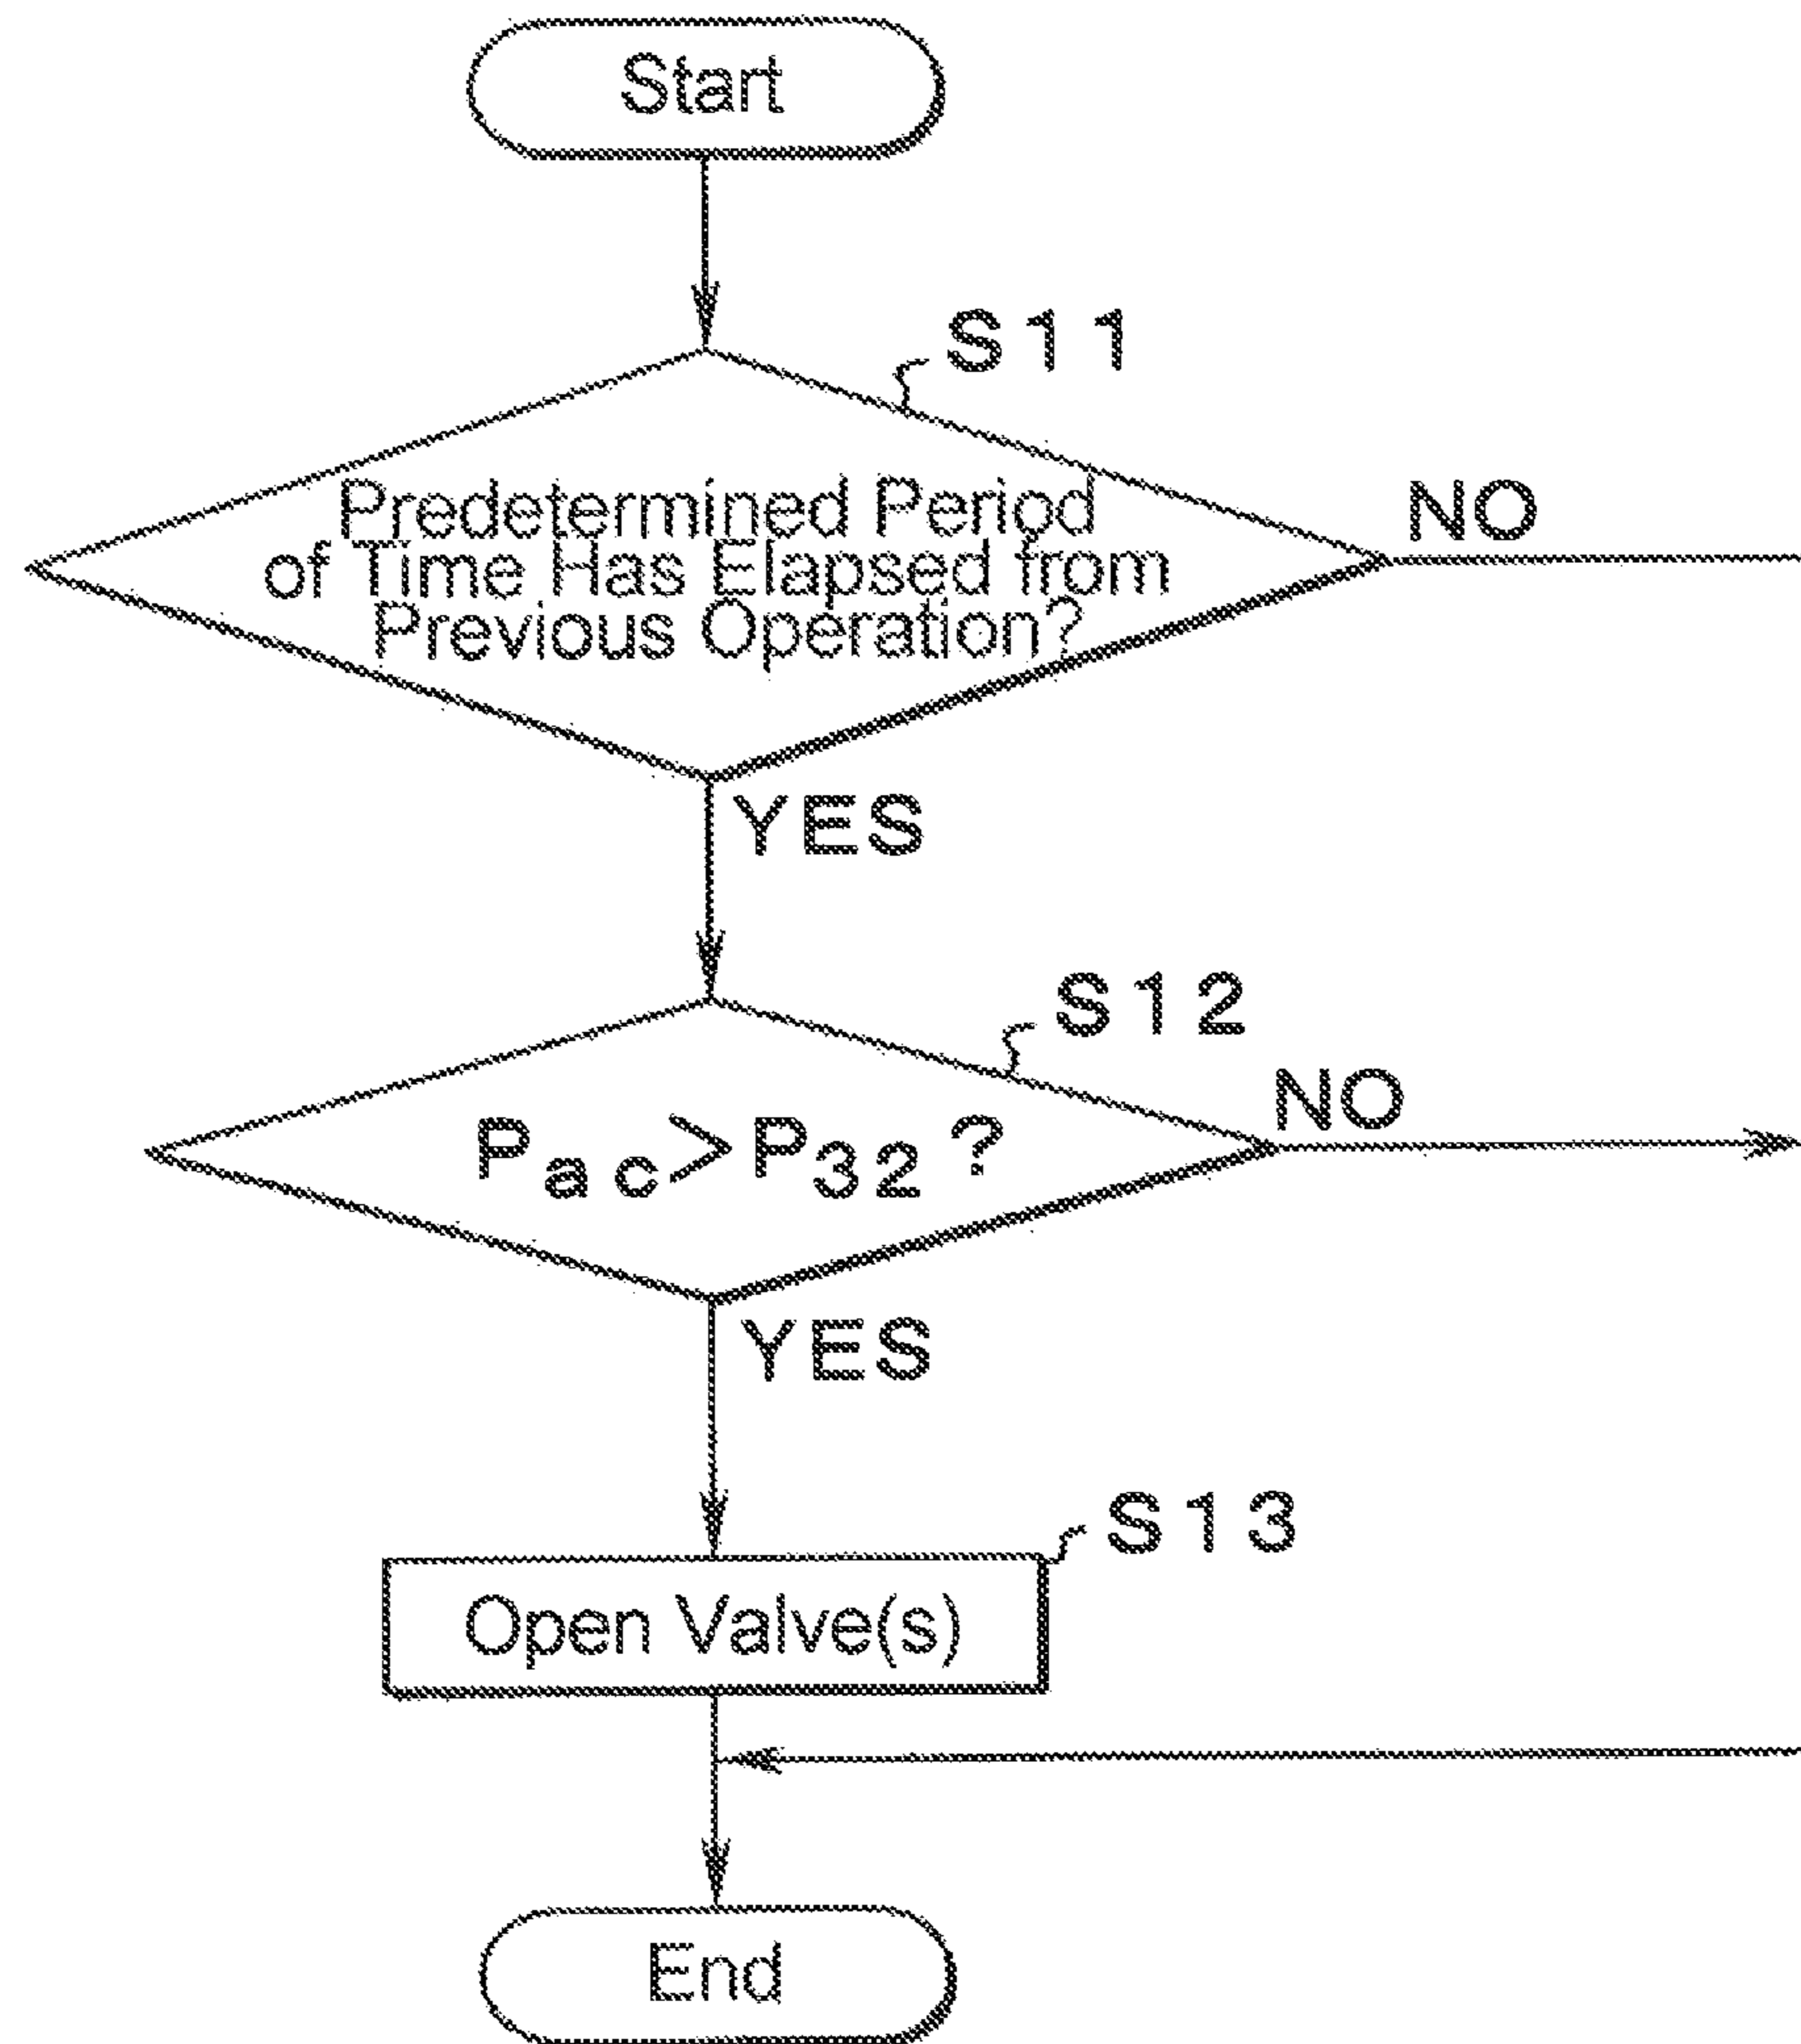 Start
S11
Predetermined Period
of Time Has Elapsed from
Previous Operation?
NO
YES
S12
Pac>P32?
NO
YES
S13
Open Valve(s)
End